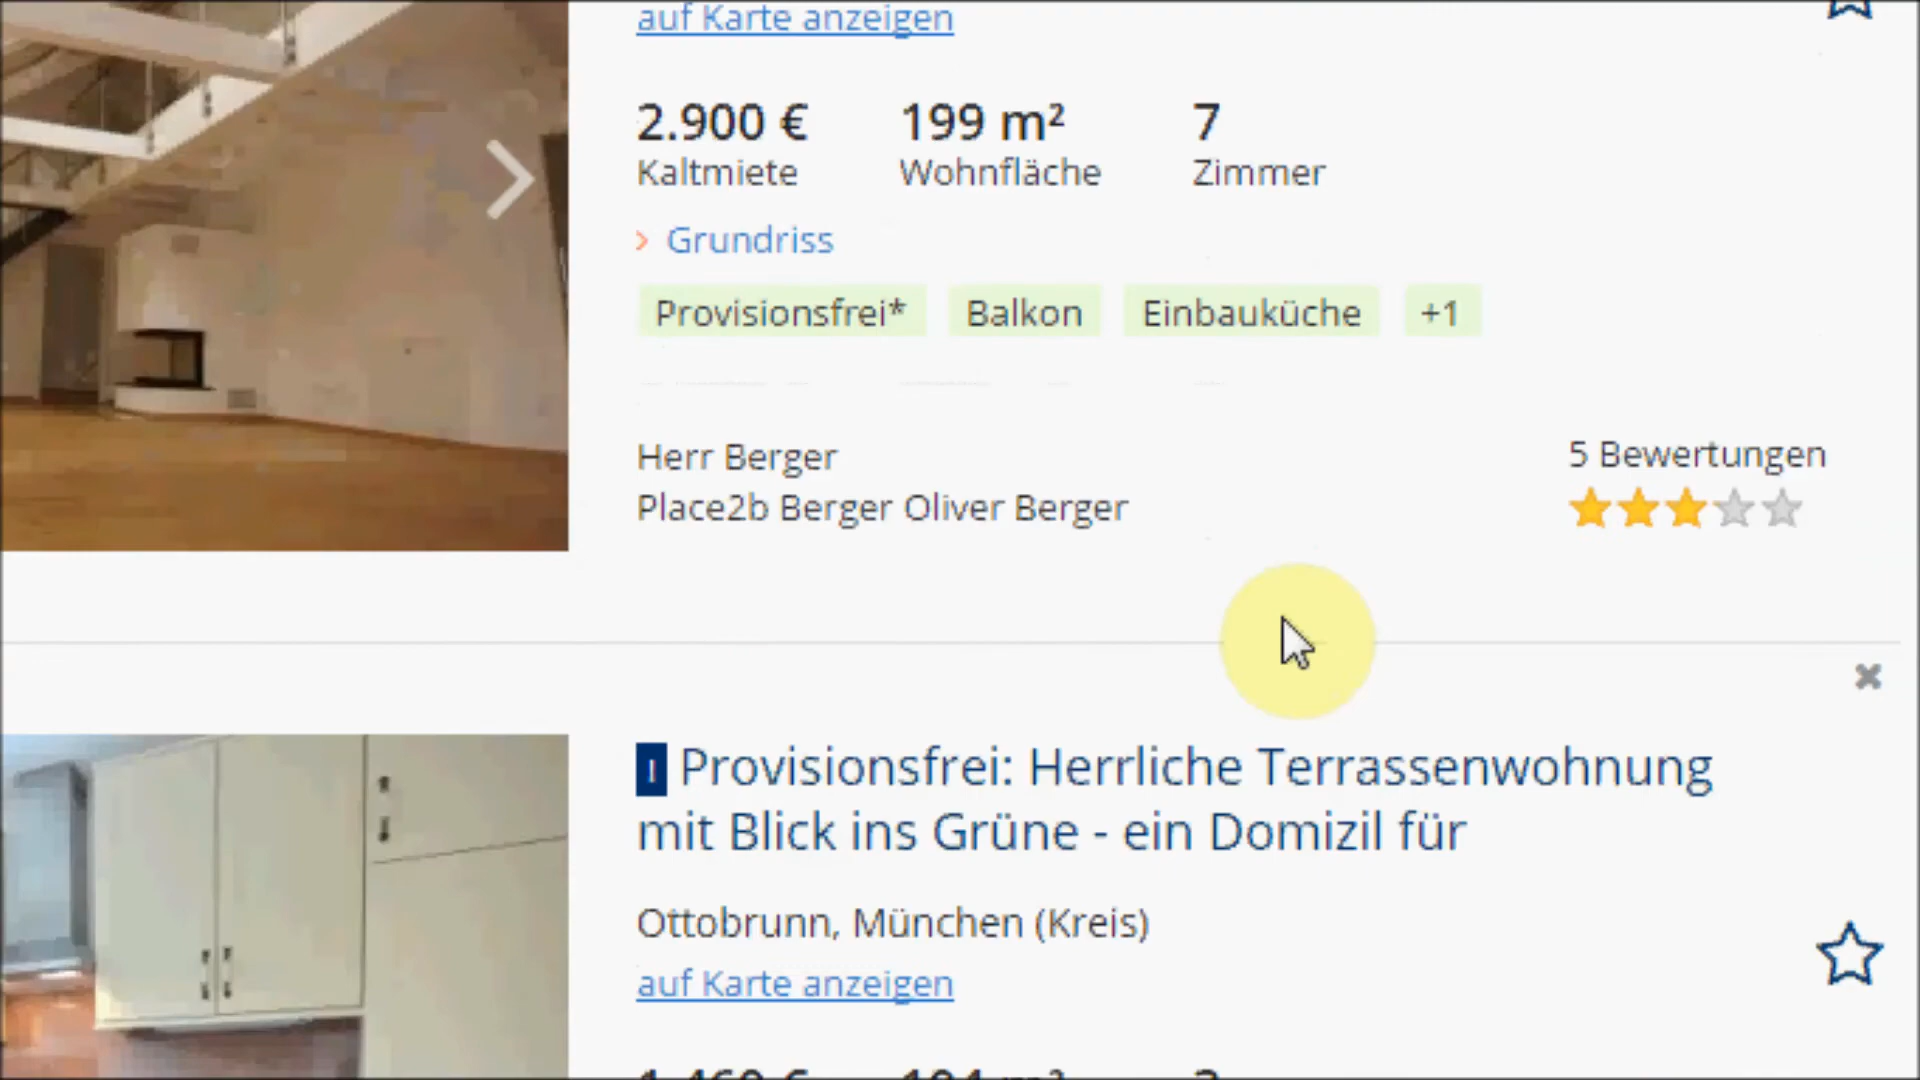 auf Karte anzeigen
2.900 € 199 m² 7
Kaltmiete Wohnfläche Zimmer
Grundriss
Provisionsfrei* Balkon Einbauküche +1
Herr Berger
Place2b Berger Oliver Berger
5 Bewertungen
I Provisionsfrei: Herrliche Terrassenwohnung
mit Blick ins Grüne - ein Domizil für
Ottobrunn, München (Kreis)
auf Karte anzeigen